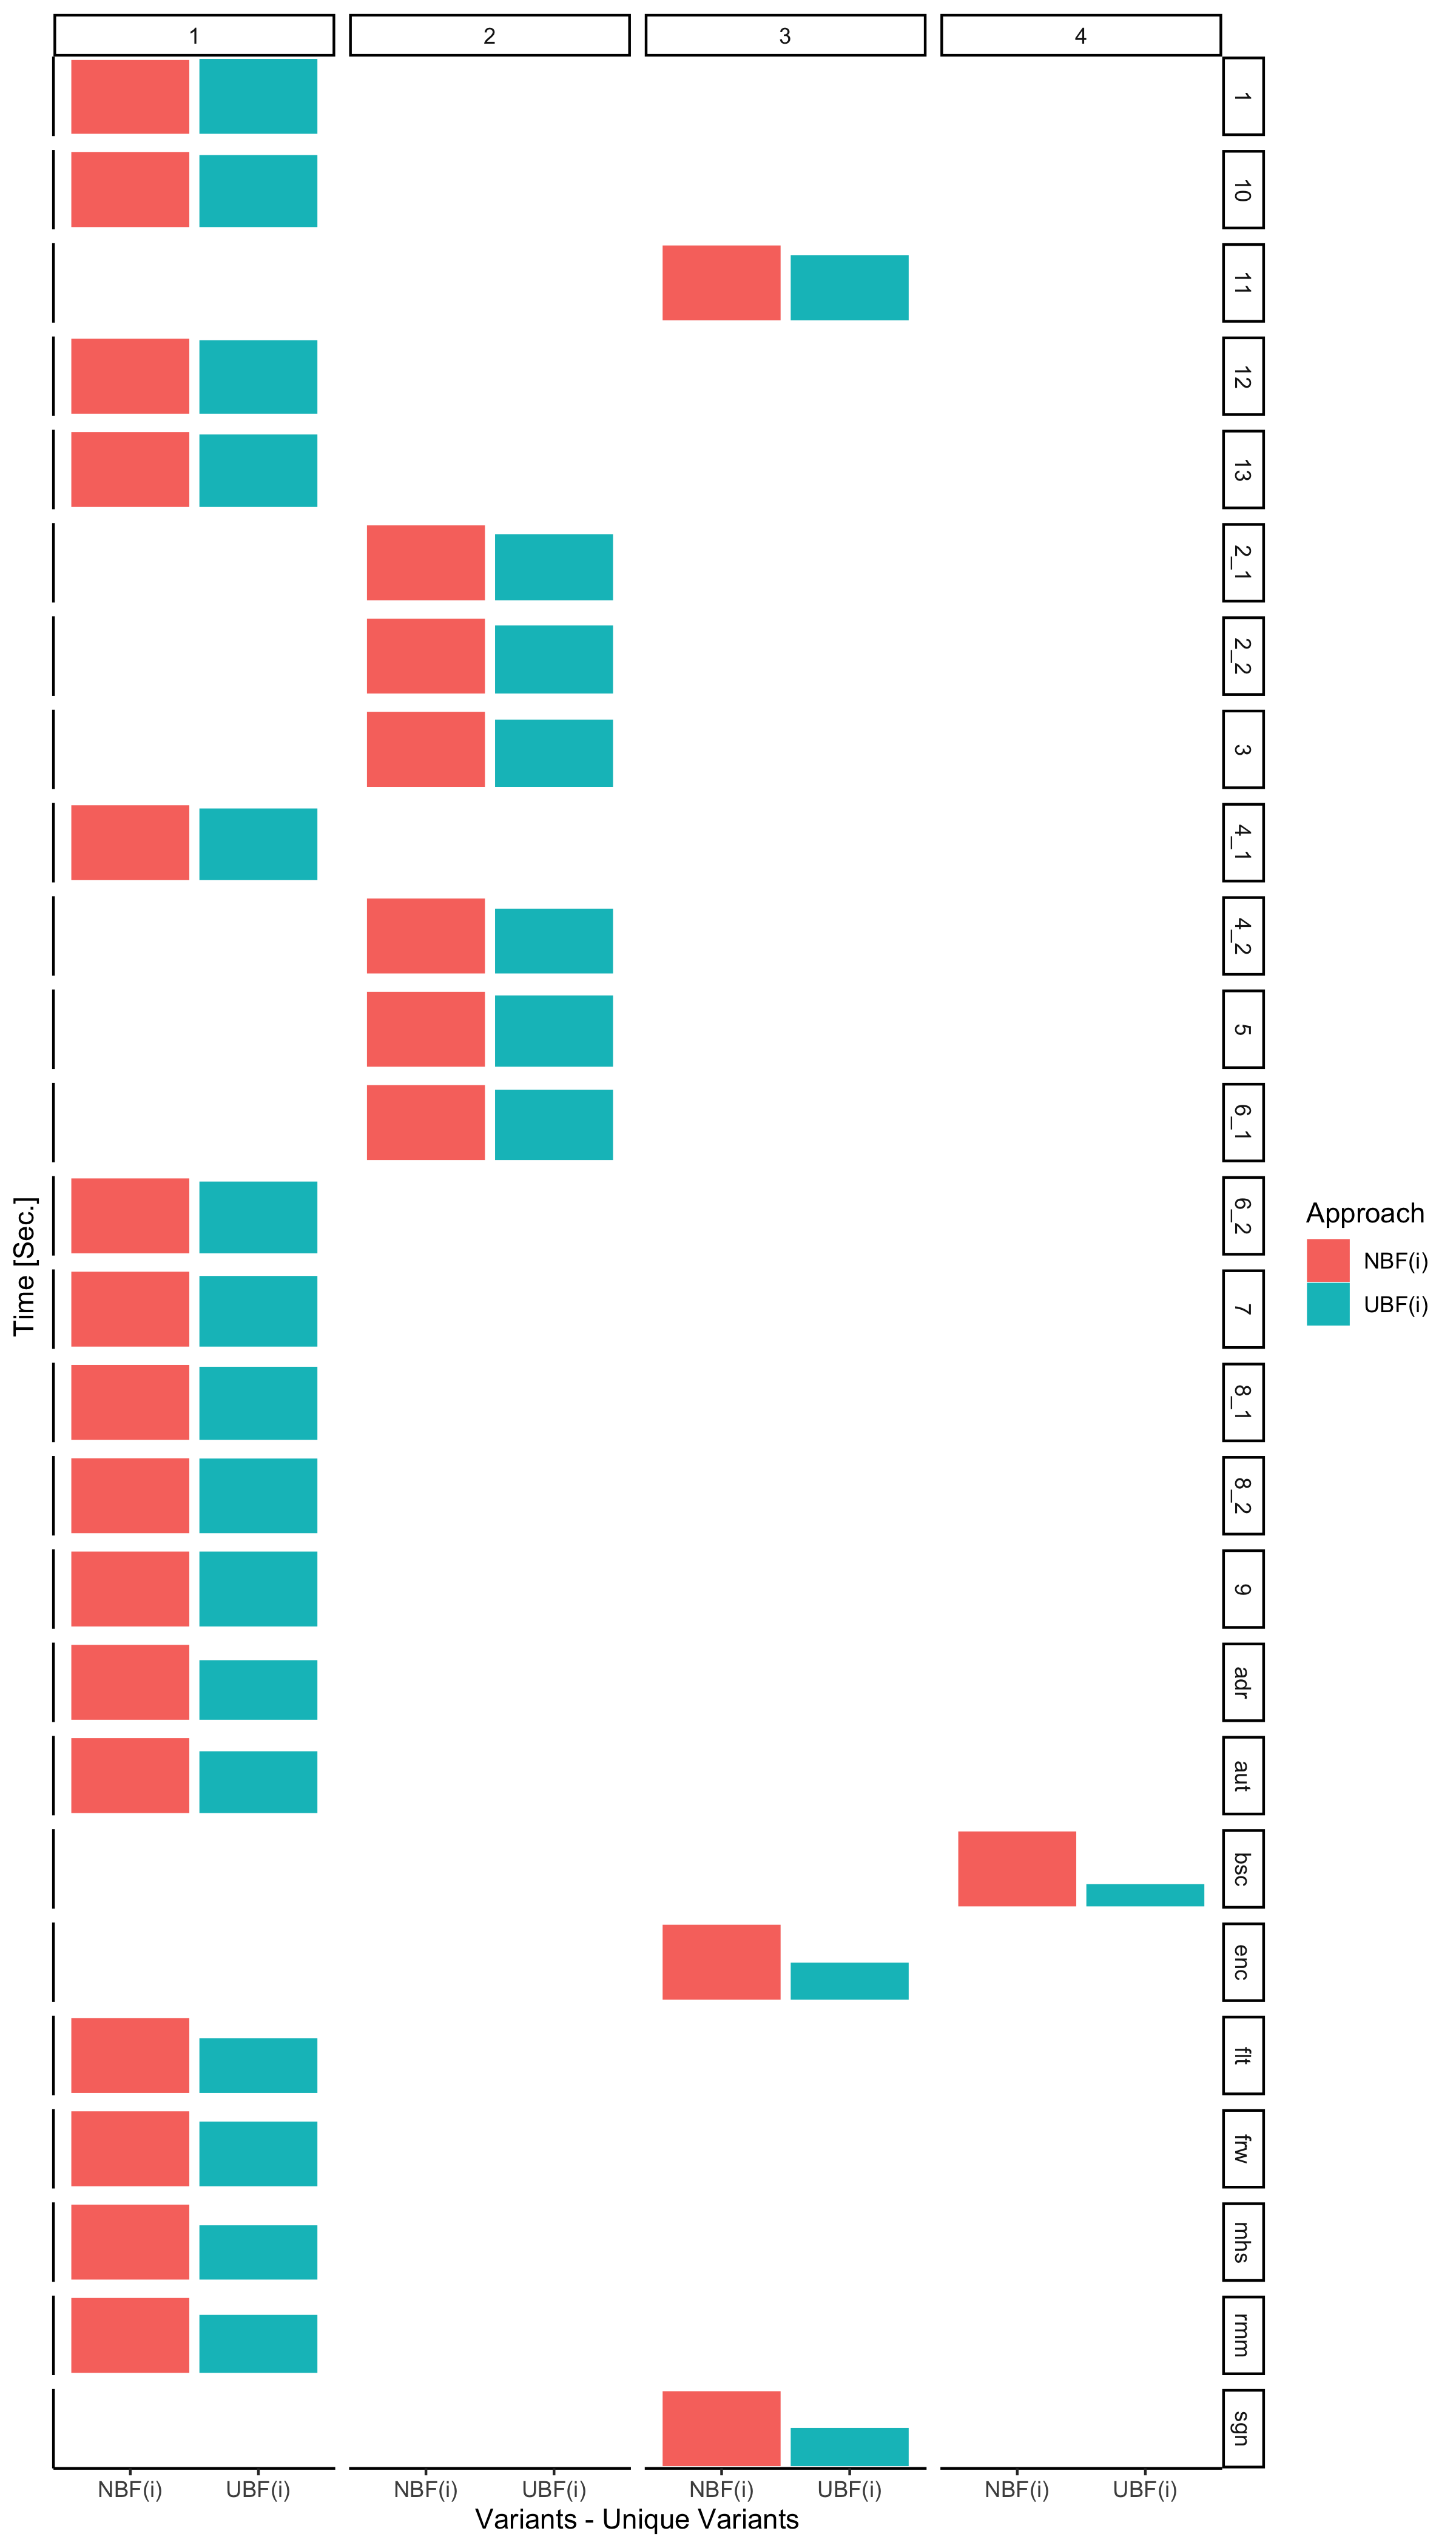 1
2
3
4
1
10
11
12
13
2_1
2_2
3
4_1
4_2
5
6_1
6_2
7
8_1
8_2
9
adr
aut
bsc
enc
flt
frw
mhs
rmm
sgn
Time [Sec.]
Approach
NBF(i)
UBF(i)
NBF(i)
UBF(i)
NBF(i)
UBF(i)
NBF(i)
UBF(i)
NBF(i)
UBF(i)
Variants - Unique Variants